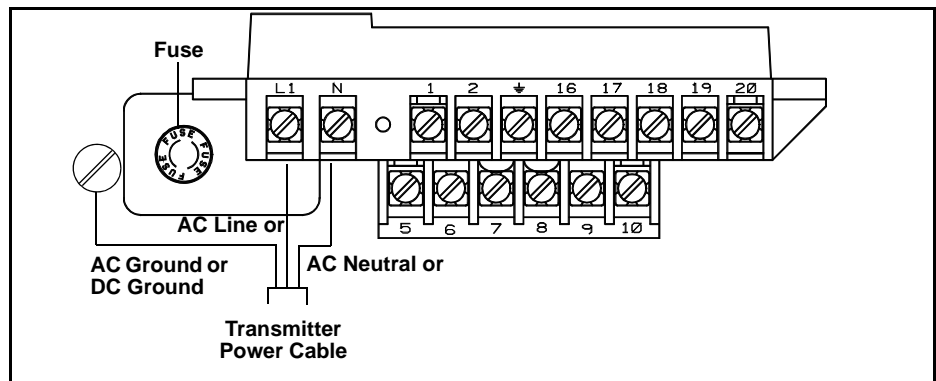 Fuse
L1 N 1 2 ⏚ 16 17 18 19 20
FUSE FUSE FUSE
5 6 7 8 9 10
AC Line or
AC Ground or
DC Ground
AC Neutral or
Transmitter
Power Cable